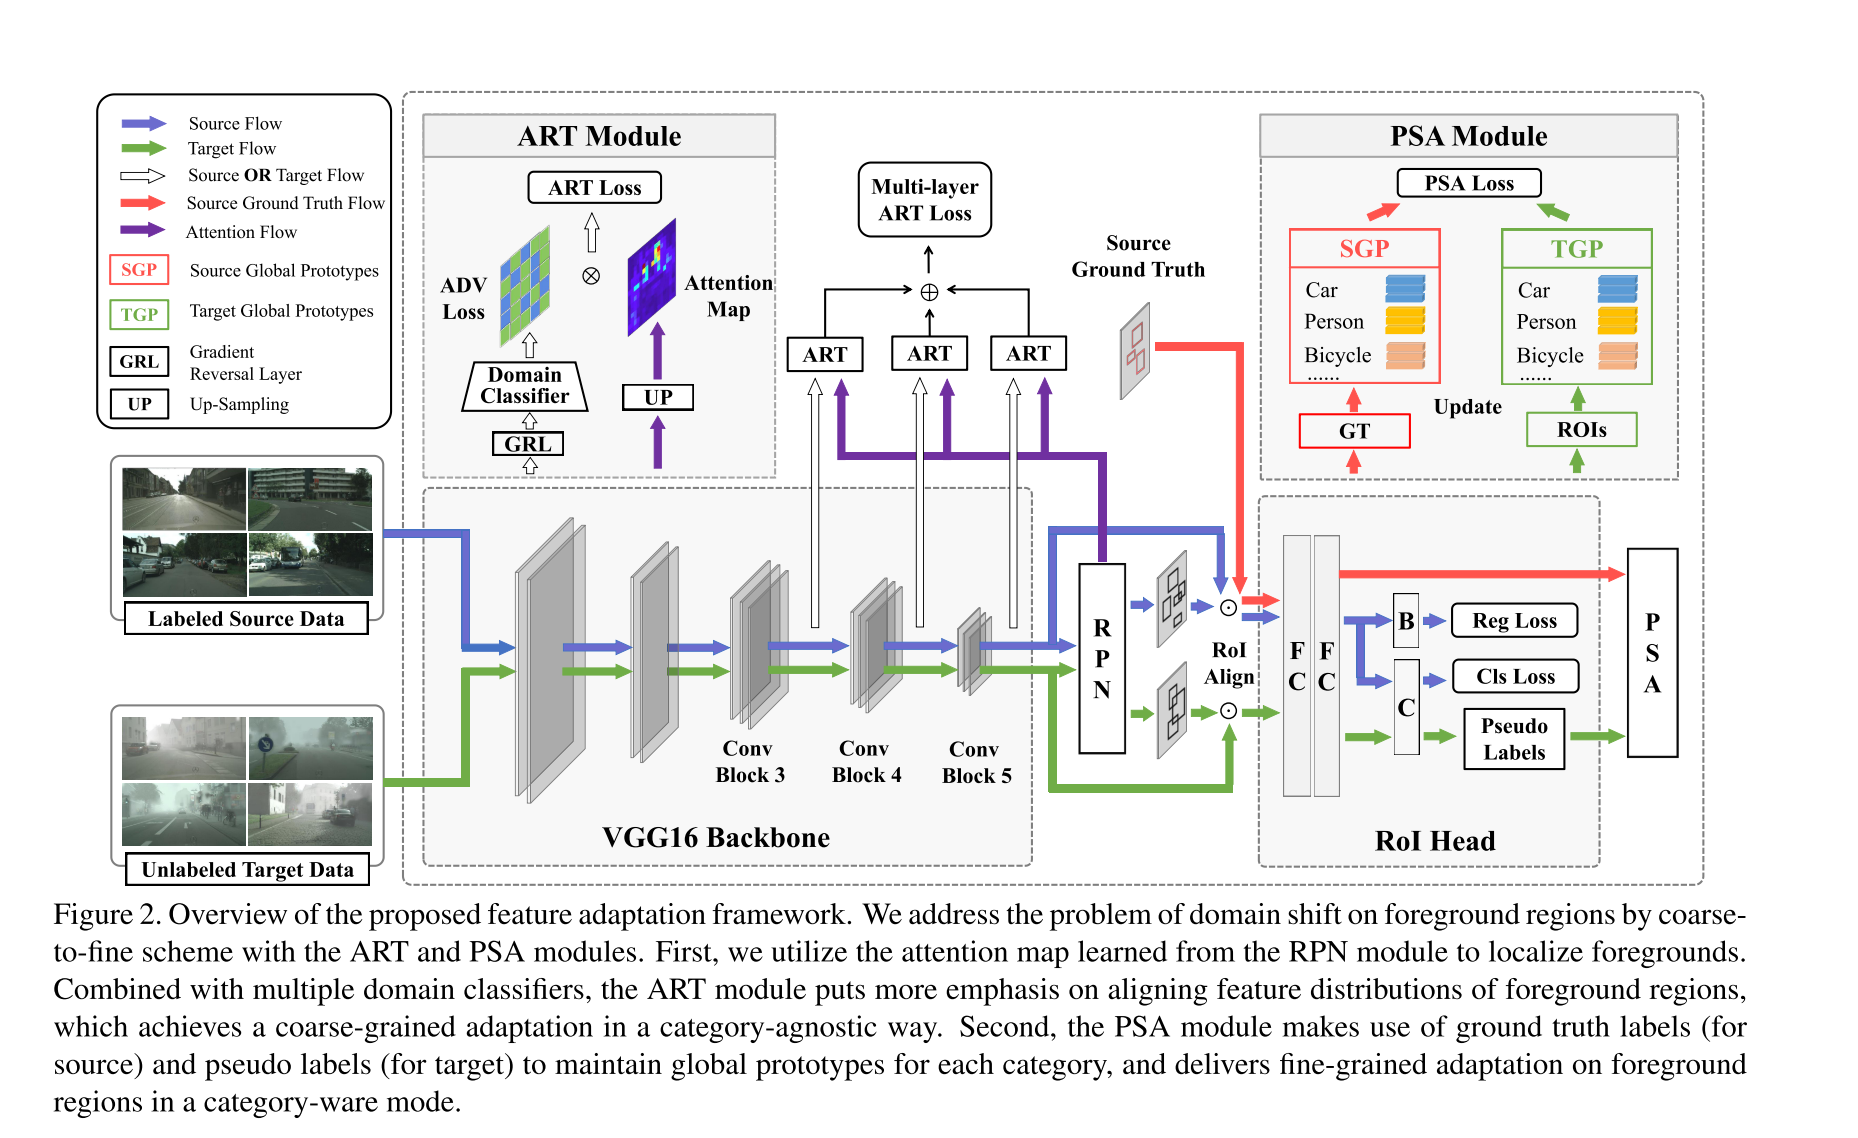 Source Flow
Target Flow
Source OR Target Flow
Source Ground Truth Flow
Attention Flow
SGP Source Global Prototypes
TGP Target Global Prototypes
GRL Gradient
Reversal Layer
UP Up-Sampling
Labeled Source Data
Unlabeled Target Data
ART Module
ART Loss
ADV
Loss
Attention
Map
Domain
Classifier
UP
GRL
Multi-layer
ART Loss
ART ART ART
Source
Ground Truth
PSA Module
PSA Loss
SGP
Car
Person
Bicycle
......
TGP
Car
Person
Bicycle
......
Update
GT
ROIs
Conv
Block 3
Conv
Block 4
Conv
Block 5
VGG16 Backbone
R
P
N
RoI
Align
F
C
F
C
B
C
Reg Loss
Cls Loss
Pseudo
Labels
RoI Head
P
S
A
Figure 2. Overview of the proposed feature adaptation framework. We address the problem of domain shift on foreground regions by coarse-
to-fine scheme with the ART and PSA modules. First, we utilize the attention map learned from the RPN module to localize foregrounds.
Combined with multiple domain classifiers, the ART module puts more emphasis on aligning feature distributions of foreground regions,
which achieves a coarse-grained adaptation in a category-agnostic way. Second, the PSA module makes use of ground truth labels (for
source) and pseudo labels (for target) to maintain global prototypes for each category, and delivers fine-grained adaptation on foreground
regions in a category-ware mode.